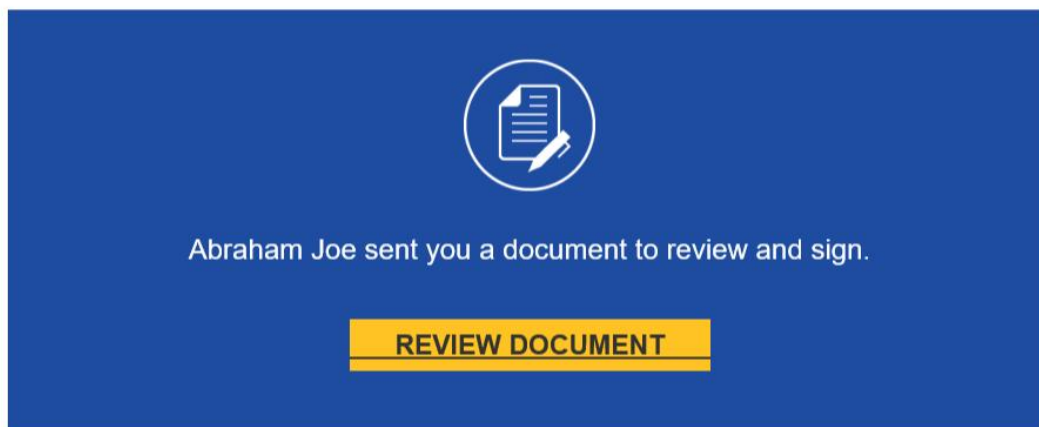 Abraham Joe sent you a document to review and sign.
REVIEW DOCUMENT